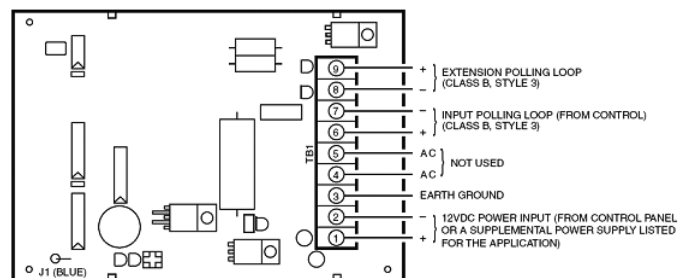 9 + EXTENSION POLLING LOOP
8 – (CLASS B, STYLE 3)
7 – INPUT POLLING LOOP (FROM CONTROL)
6 + (CLASS B, STYLE 3)
5 AC
NOT USED
4 AC
3 EARTH GROUND
2 – 12VDC POWER INPUT (FROM CONTROL PANEL
OR A SUPPLEMENTAL POWER SUPPLY LISTED
1 + FOR THE APPLICATION)
TB1
J1 (BLUE)